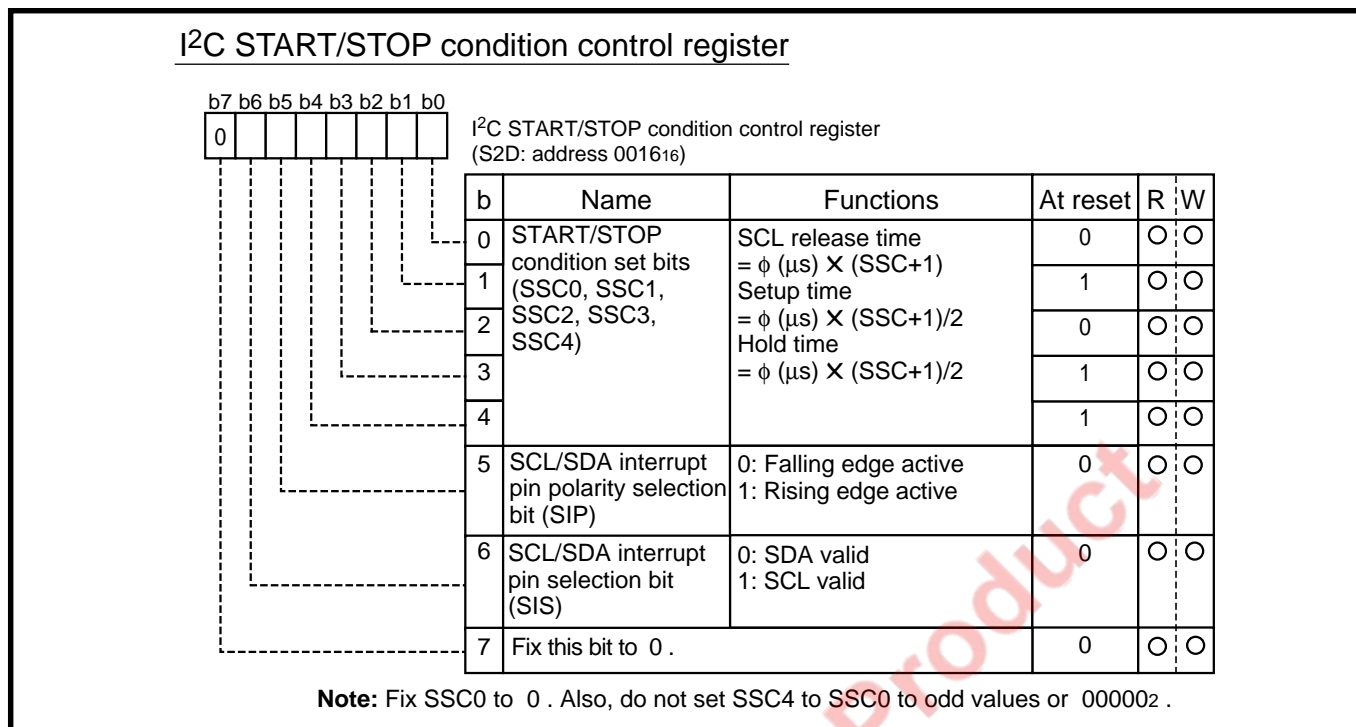 I²C START/STOP condition control register
b7 b6 b5 b4 b3 b2 b1 b0
0
I²C START/STOP condition control register
(S2D: address 0016₁₆)
b Name Functions At reset R W
0 START/STOP condition set bits (SSC0, SSC1, SSC2, SSC3, SSC4) SCL release time 0 O O
= ϕ (μs) X (SSC+1)
1 Setup time 1 O O
2 = ϕ (μs) X (SSC+1)/2 0 O O
Hold time
3 = ϕ (μs) X (SSC+1)/2 1 O O
4 1 O O
5 SCL/SDA interrupt 0: Falling edge active 0 O O
pin polarity selection 1: Rising edge active
bit (SIP)
6 SCL/SDA interrupt 0: SDA valid 0 O O
pin selection bit 1: SCL valid
(SIS)
7 Fix this bit to 0 . 0 O O
Note: Fix SSC0 to 0 . Also, do not set SSC4 to SSC0 to odd values or 00000₂ .
Product